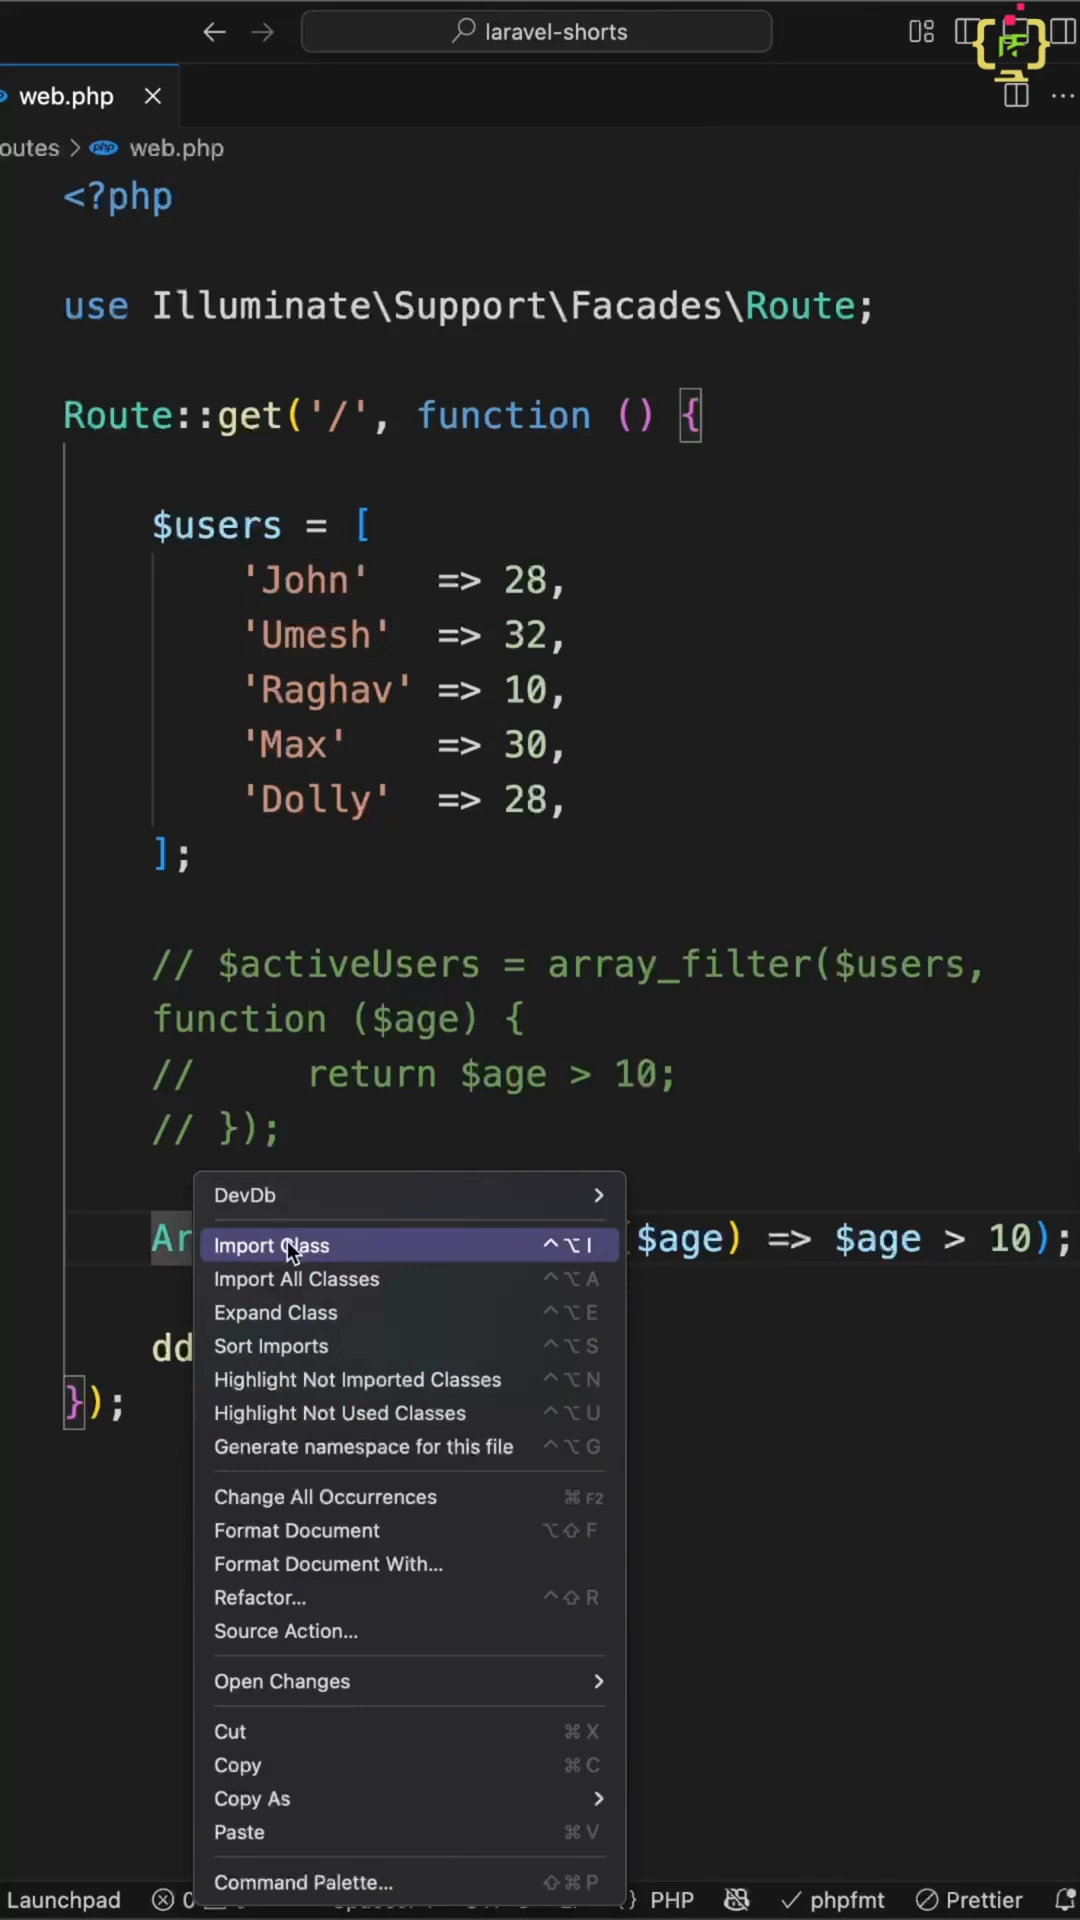 laravel-shorts
web.php
outes > web.php
<?php
use Illuminate\Support\Facades\Route;
Route::get('/', function () {
$users = [
'John' => 28,
'Umesh' => 32,
'Raghav' => 10,
'Max' => 30,
'Dolly' => 28,
];
// $activeUsers = array_filter($users,
function ($age) {
// return $age > 10;
// });
DevDb
Ar ($age) => $age > 10);
Import Class ^⌥ I
Import All Classes ^⌥ A
Expand Class ^⌥ E
dd
Sort Imports ^⌥ S
Highlight Not Imported Classes ^⌥ N
});
Highlight Not Used Classes ^⌥ U
Generate namespace for this file ^⌥ G
Change All Occurrences ⌘ F2
Format Document ⌥⇧ F
Format Document With...
Refactor... ^⇧ R
Source Action...
Open Changes
Cut ⌘ X
Copy ⌘ C
Copy As
Paste ⌘ V
Command Palette... ⇧⌘ P
Launchpad 0 PHP phpfmt Prettier